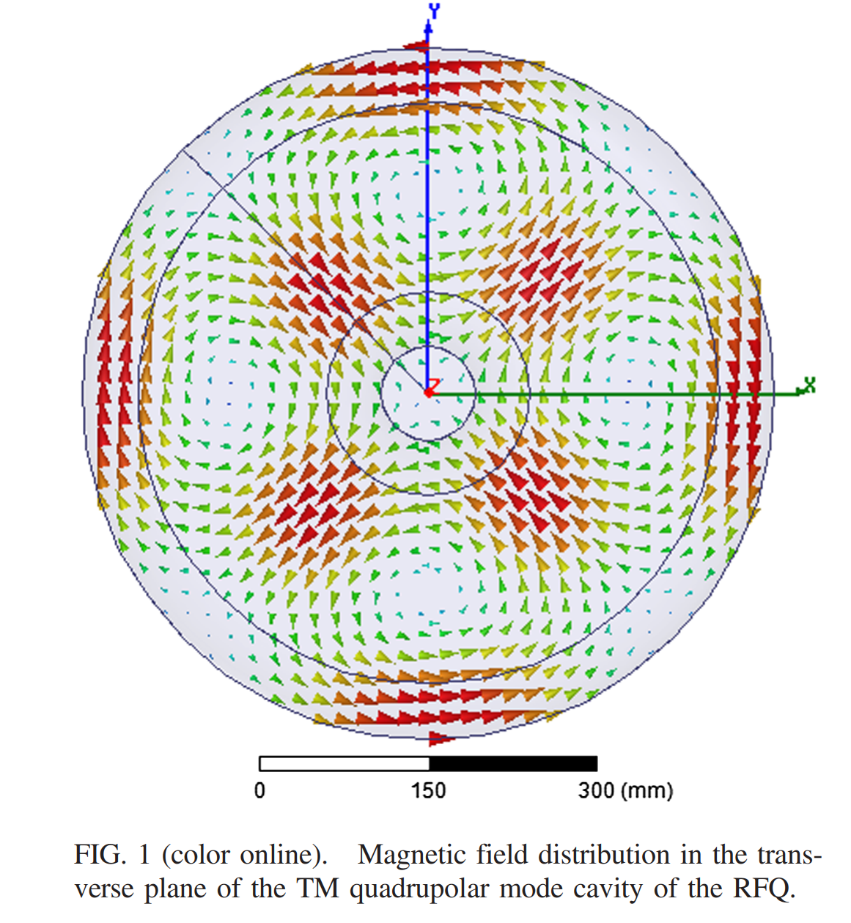 Y
Z
X
0 150 300 (mm)
FIG. 1 (color online). Magnetic field distribution in the trans-
verse plane of the TM quadrupolar mode cavity of the RFQ.